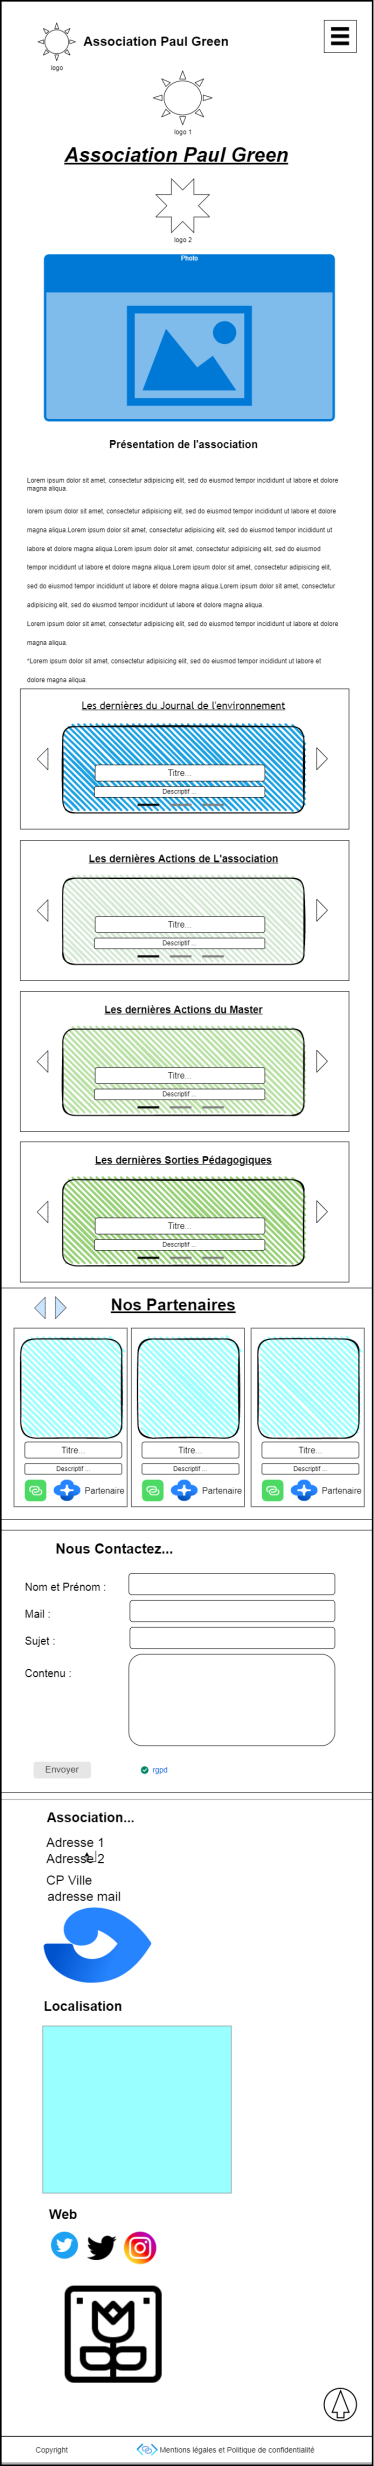 Association Paul Green
logo
logo 1
Association Paul Green
logo 2
Photo
Présentation de l'association
Lorem ipsum dolor sit amet, consectetur adipisicing elit, sed do eiusmod tempor incididunt ut labore et dolore
magna aliqua.
lorem ipsum dolor sit amet, consectetur adipisicing elit, sed do eiusmod tempor incididunt ut labore et dolore
magna aliqua.Lorem ipsum dolor sit amet, consectetur adipisicing elit, sed do eiusmod tempor incididunt ut
labore et dolore magna aliqua.Lorem ipsum dolor sit amet, consectetur adipisicing elit, sed do eiusmod
tempor incididunt ut labore et dolore magna aliqua.Lorem ipsum dolor sit amet, consectetur adipisicing elit,
sed do eiusmod tempor incididunt ut labore et dolore magna aliqua.Lorem ipsum dolor sit amet, consectetur
adipisicing elit, sed do eiusmod tempor incididunt ut labore et dolore magna aliqua.
Lorem ipsum dolor sit amet, consectetur adipisicing elit, sed do eiusmod tempor incididunt ut labore et dolore
magna aliqua.
*Lorem ipsum dolor sit amet, consectetur adipisicing elit, sed do eiusmod tempor incididunt ut labore et
dolore magna aliqua.
Les dernières du Journal de l'environnement
Titre...
Descriptif ...
Les dernières Actions de L'association
Titre...
Descriptif ...
Les dernières Actions du Master
Titre...
Descriptif ...
Les dernières Sorties Pédagogiques
Titre...
Descriptif ...
Nos Partenaires
Titre... Titre... Titre...
Descriptif ... Descriptif ... Descriptif ...
Partenaire Partenaire Partenaire
Nous Contactez...
Nom et Prénom :
Mail :
Sujet :
Contenu :
Envoyer rgpd
Association...
Adresse 1
Adresse 2
CP Ville
adresse mail
Localisation
Web
Copyright Mentions légales et Politique de confidentialité